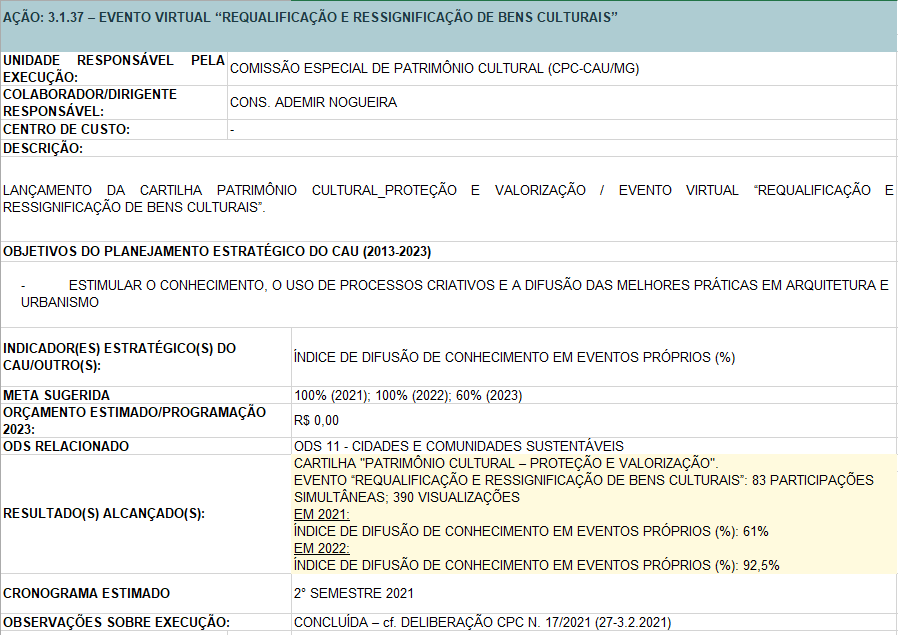 AÇÃO: 3.1.37 – EVENTO VIRTUAL “REQUALIFICAÇÃO E RESSIGNIFICAÇÃO DE BENS CULTURAIS”
UNIDADE RESPONSÁVEL PELA
EXECUÇÃO:
COMISSÃO ESPECIAL DE PATRIMÔNIO CULTURAL (CPC-CAU/MG)
COLABORADOR/DIRIGENTE
RESPONSÁVEL:
CONS. ADEMIR NOGUEIRA
CENTRO DE CUSTO:
-
DESCRIÇÃO:
LANÇAMENTO DA CARTILHA PATRIMÔNIO CULTURAL_PROTEÇÃO E VALORIZAÇÃO / EVENTO VIRTUAL “REQUALIFICAÇÃO E
RESSIGNIFICAÇÃO DE BENS CULTURAIS”.
OBJETIVOS DO PLANEJAMENTO ESTRATÉGICO DO CAU (2013-2023)
- ESTIMULAR O CONHECIMENTO, O USO DE PROCESSOS CRIATIVOS E A DIFUSÃO DAS MELHORES PRÁTICAS EM ARQUITETURA E
URBANISMO
INDICADOR(ES) ESTRATÉGICO(S) DO
CAU/OUTRO(S):
ÍNDICE DE DIFUSÃO DE CONHECIMENTO EM EVENTOS PRÓPRIOS (%)
META SUGERIDA
100% (2021); 100% (2022); 60% (2023)
ORÇAMENTO ESTIMADO/PROGRAMAÇÃO
2023:
R$ 0,00
ODS RELACIONADO
ODS 11 - CIDADES E COMUNIDADES SUSTENTÁVEIS
RESULTADO(S) ALCANÇADO(S):
CARTILHA "PATRIMÔNIO CULTURAL – PROTEÇÃO E VALORIZAÇÃO".
EVENTO “REQUALIFICAÇÃO E RESSIGNIFICAÇÃO DE BENS CULTURAIS”: 83 PARTICIPAÇÕES
SIMULTÂNEAS; 390 VISUALIZAÇÕES
EM 2021:
ÍNDICE DE DIFUSÃO DE CONHECIMENTO EM EVENTOS PRÓPRIOS (%): 61%
EM 2022:
ÍNDICE DE DIFUSÃO DE CONHECIMENTO EM EVENTOS PRÓPRIOS (%): 92,5%
CRONOGRAMA ESTIMADO
2° SEMESTRE 2021
OBSERVAÇÕES SOBRE EXECUÇÃO:
CONCLUÍDA – cf. DELIBERAÇÃO CPC N. 17/2021 (27-3.2.2021)